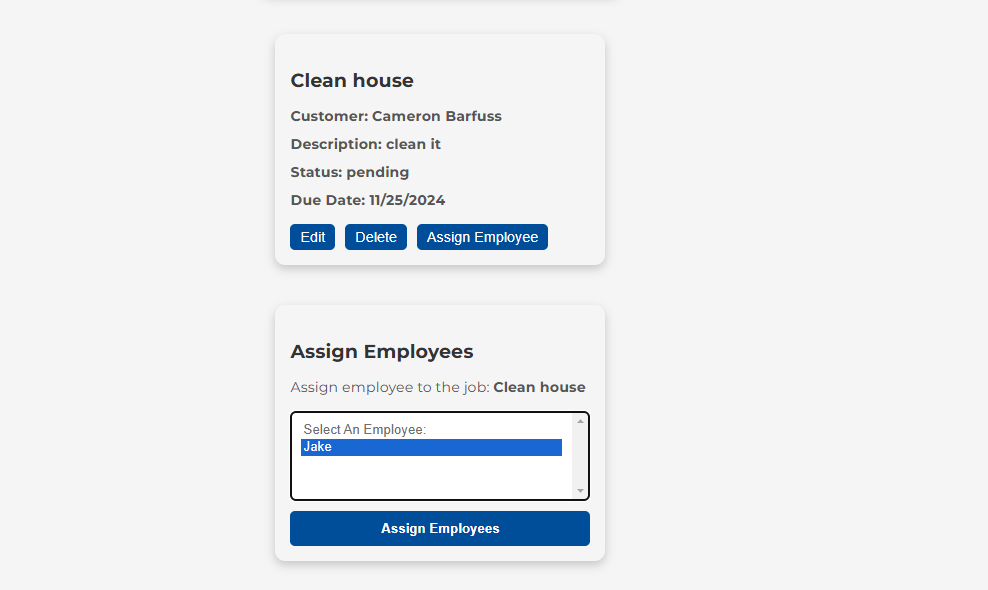 Clean house
Customer: Cameron Barfuss
Description: clean it
Status: pending
Due Date: 11/25/2024
Edit Delete Assign Employee
Assign Employees
Assign employee to the job: Clean house
Select An Employee:
Jake
Assign Employees